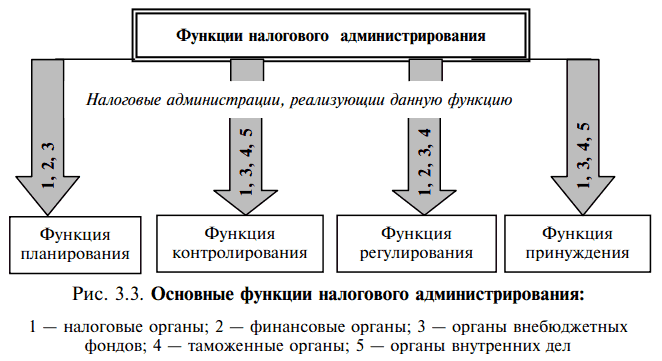 Функции налогового администрирования
Налоговые администрации, реализующие данную функцию
1, 2, 3
1, 3, 4, 5
1, 2, 3, 4
1, 3, 4, 5
Функция
планирования
Функция
контролирования
Функция
регулирования
Функция
принуждения
Рис. 3.3. Основные функции налогового администрирования:
1 — налоговые органы; 2 — финансовые органы; 3 — органы внебюджетных
фондов; 4 — таможенные органы; 5 — органы внутренних дел